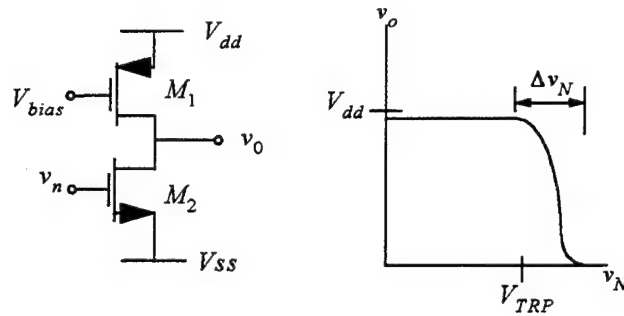 V_dd
M_1
V_bias
v_0
v_n
M_2
Vss
v_o
Δv_N
V_dd
V_TRP
v_N